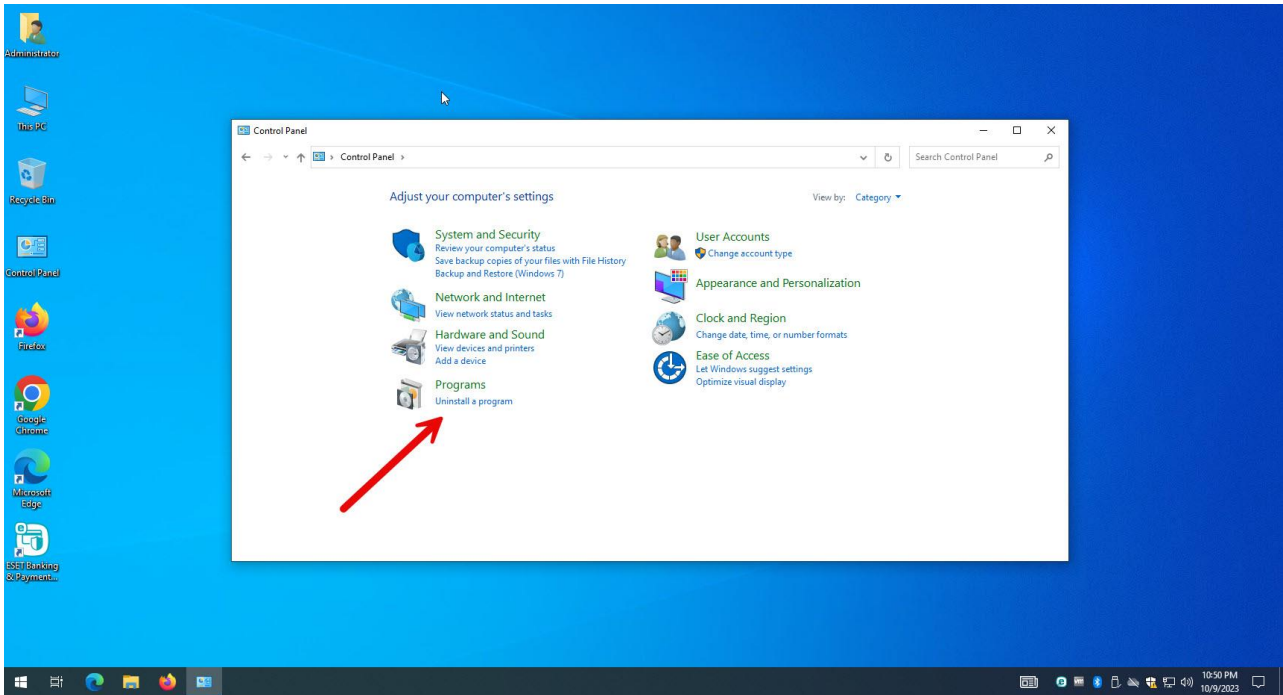 Administrator
This PC
Recycle Bin
Control Panel
Firefox
Google
Chrome
Microsoft
Edge
ESET Banking
& Payment...
Control Panel
Control Panel
Search Control Panel
Adjust your computer's settings
View by: Category
System and Security
Review your computer's status
Save backup copies of your files with File History
Backup and Restore (Windows 7)
Network and Internet
View network status and tasks
Hardware and Sound
View devices and printers
Add a device
Programs
Uninstall a program
User Accounts
Change account type
Appearance and Personalization
Clock and Region
Change date, time, or number formats
Ease of Access
Let Windows suggest settings
Optimize visual display
10:50 PM
10/9/2023